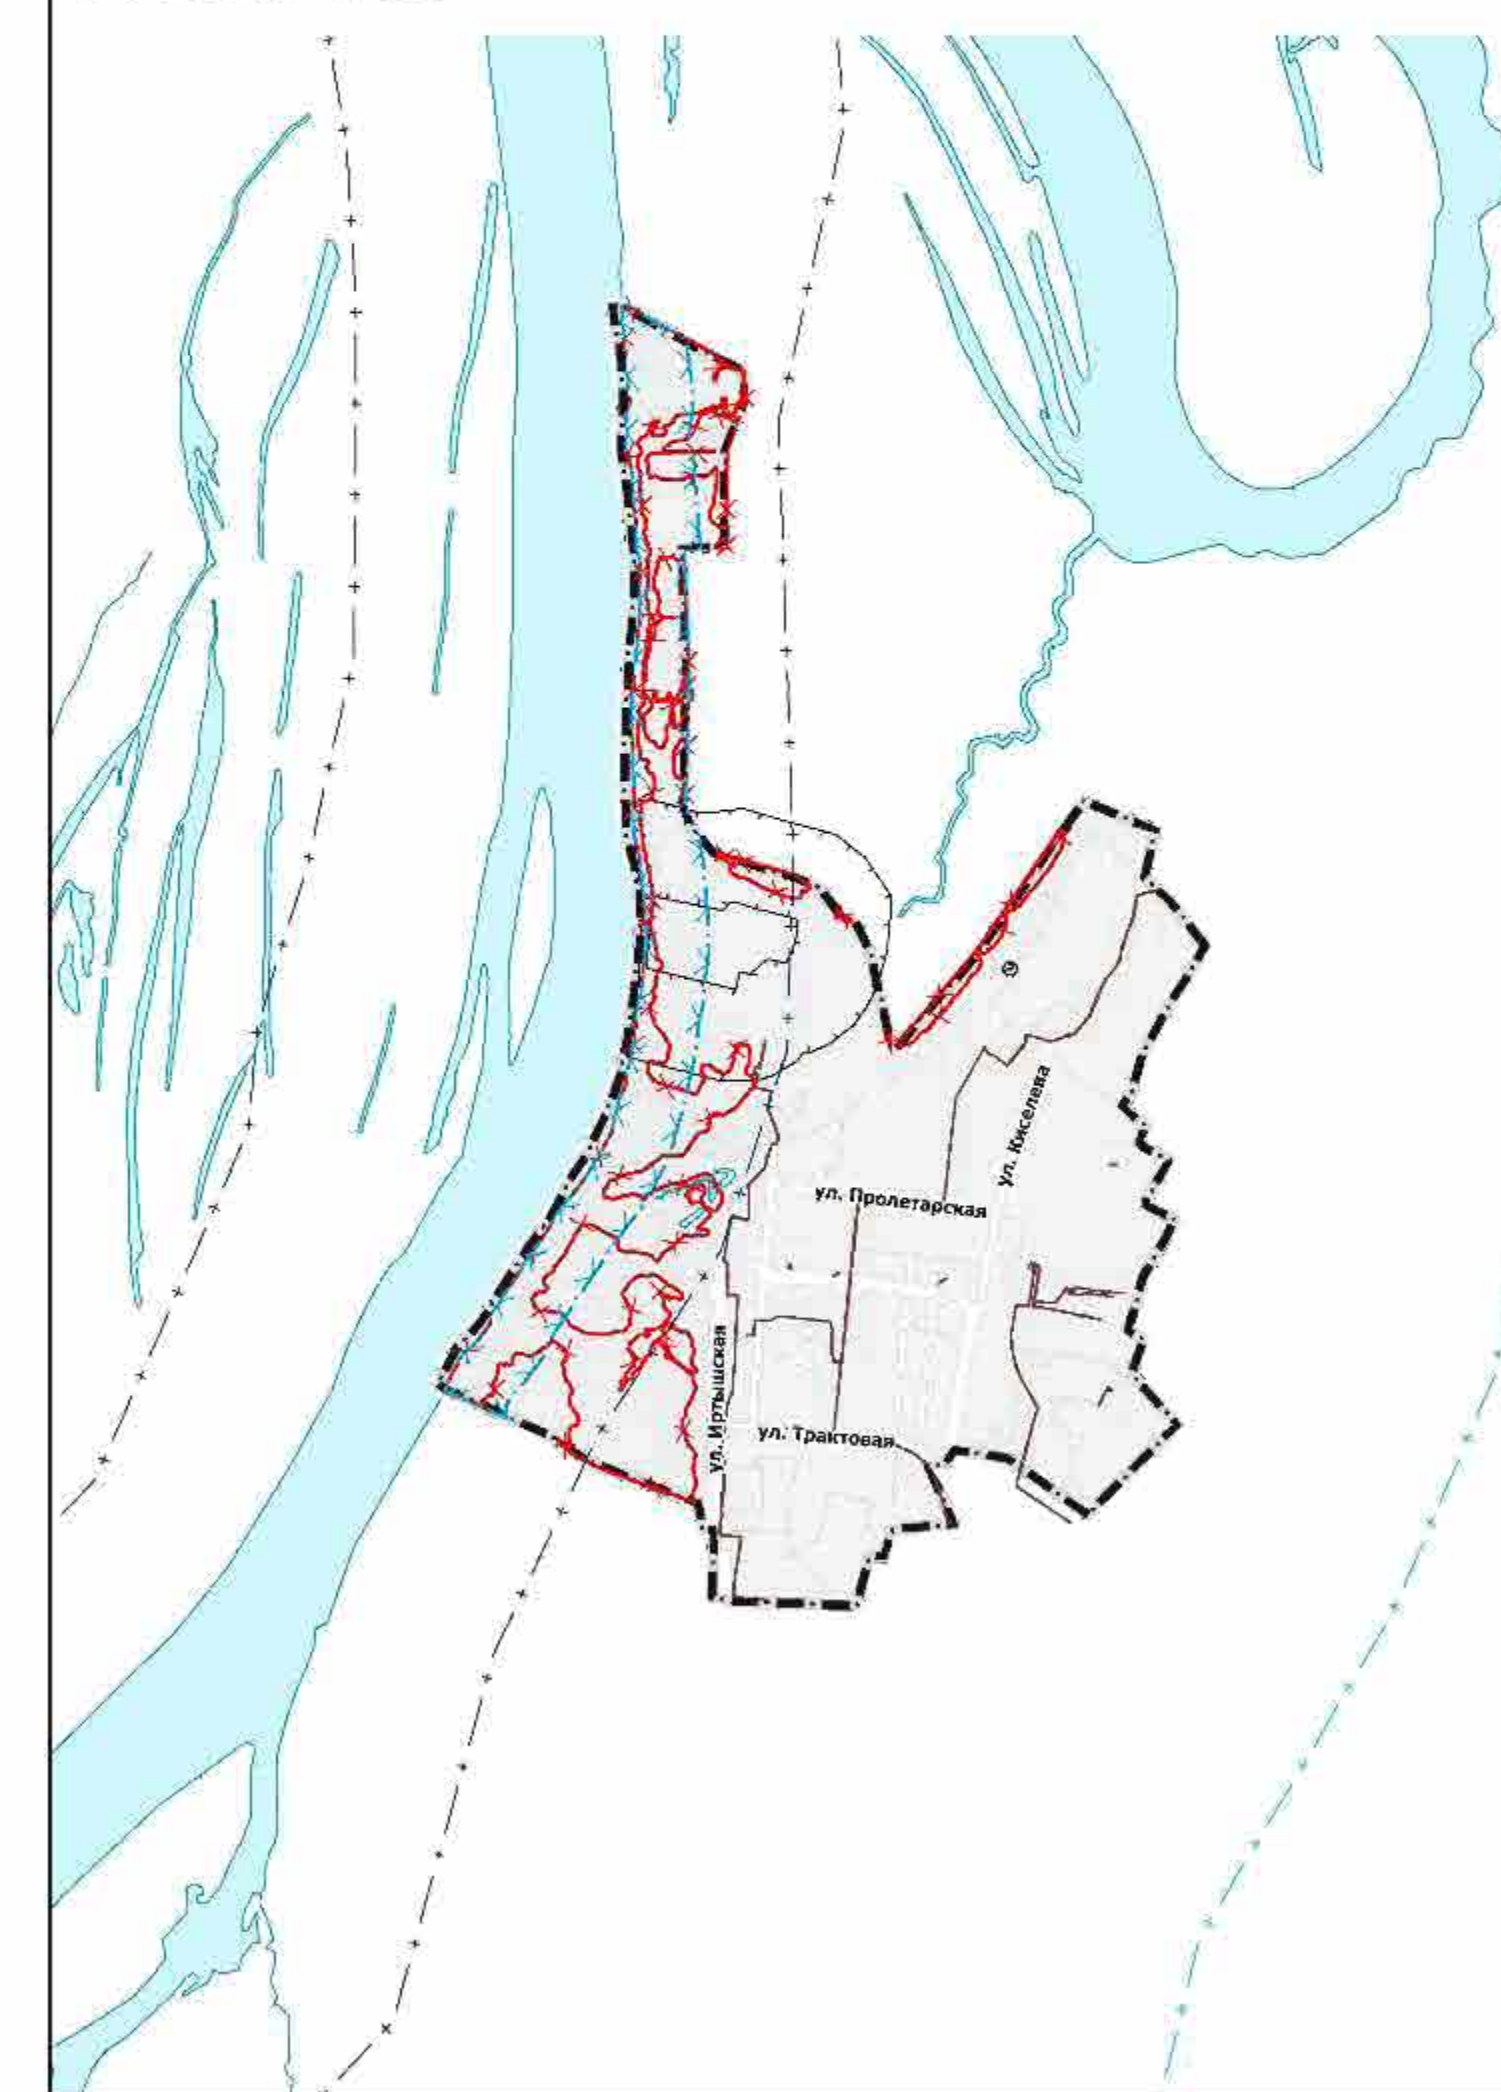 ул. Киселева
ул. Пролетарская
ул. Иртышская
ул. Трактовая